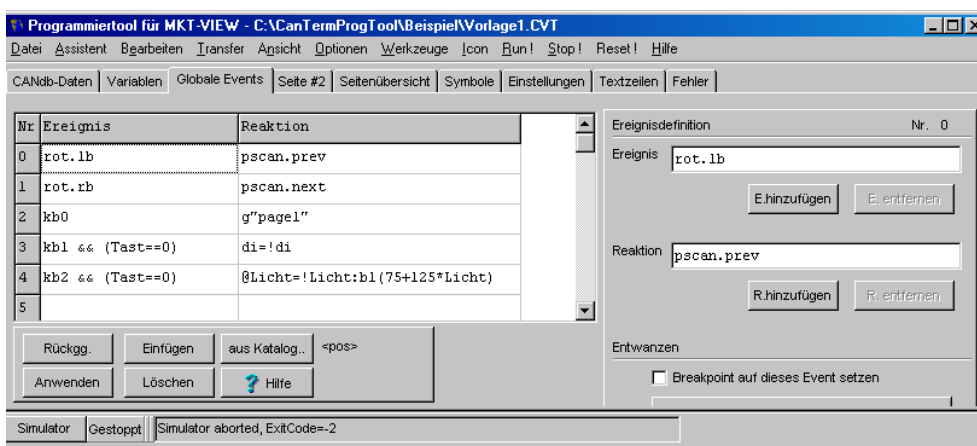 Programmiertool für MKT-VIEW - C:\CanTermProgTool\Beispiel\Vorlage1.CVT
Datei Assistent Bearbeiten Transfer Ansicht Optionen Werkzeuge Icon Run! Stop! Reset! Hilfe
CANdb-Daten Variablen Globale Events Seite #2 Seitenübersicht Symbole Einstellungen Textzeilen Fehler
Nr Ereignis Reaktion
0 rot.lb pscan.prev
1 rot.rb pscan.next
2 kb0 g"page1"
3 kb1 && (Tast==0) di=!di
4 kb2 && (Tast==0) @Licht=!Licht:bl(75+125*Licht)
5
Rückgg. Einfügen aus Katalog.. <pos>
Anwenden Löschen ? Hilfe
Ereignisdefinition Nr. 0
Ereignis rot.lb
E.hinzufügen E. entfernen
Reaktion pscan.prev
R.hinzufügen R. entfernen
Entwanzen
Breakpoint auf dieses Event setzen
Simulator Gestoppt Simulator aborted, ExitCode=-2